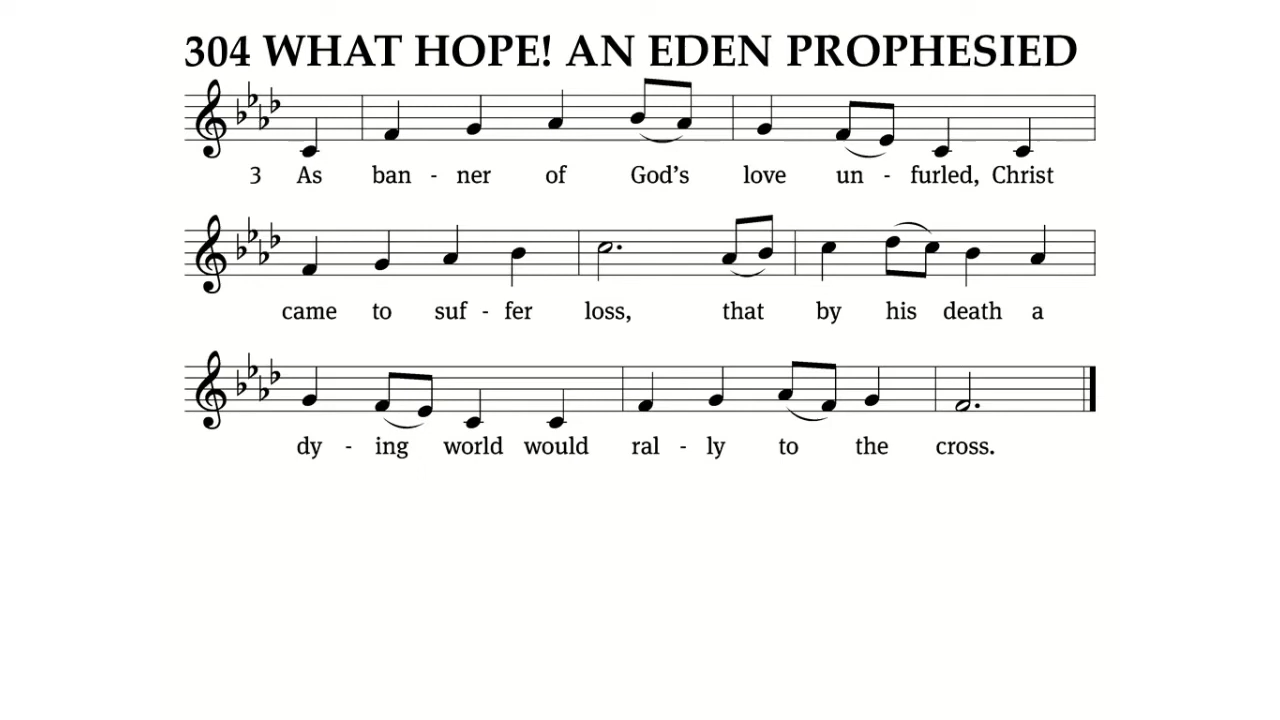 304 WHAT HOPE! AN EDEN PROPHESIED
3 As ban - ner of God’s love un - furled, Christ
came to suf - fer loss, that by his death a
dy - ing world would ral - ly to the cross.